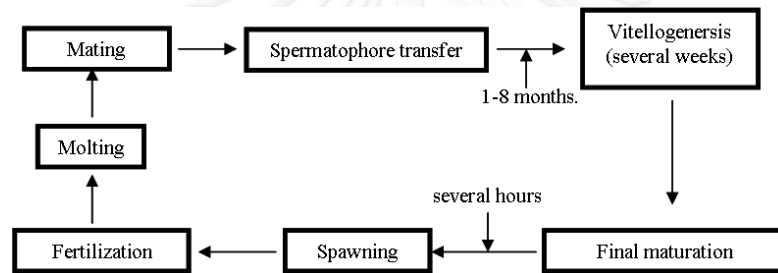 Mating
Spermatophore transfer
Vitellogenersis
(several weeks)
1-8 months.
Molting
several hours
Fertilization
Spawning
Final maturation